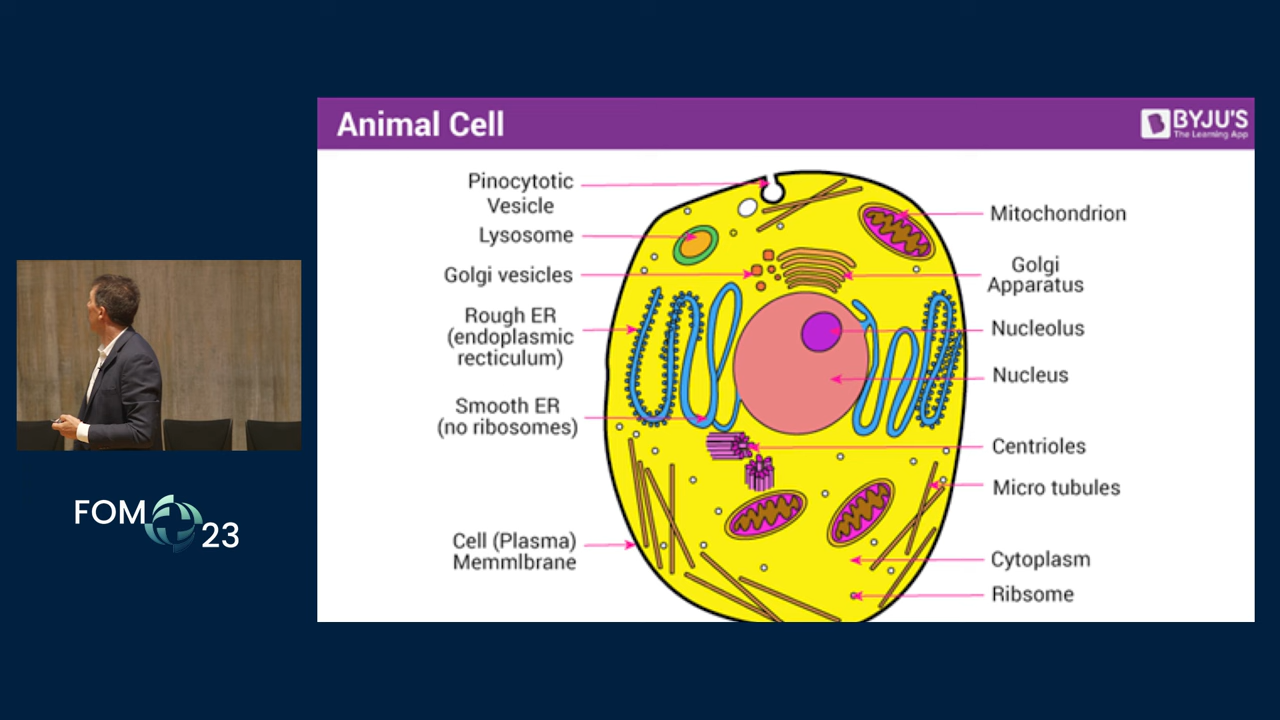 Animal Cell
BYJU'S
The Learning App
Pinocytotic
Vesicle
Lysosome
Golgi vesicles
Rough ER
(endoplasmic
recticulum)
Smooth ER
(no ribosomes)
Cell (Plasma)
Memmlbrane
Mitochondrion
Golgi
Apparatus
Nucleolus
Nucleus
Centrioles
Micro tubules
Cytoplasm
Ribsome
FOM 23